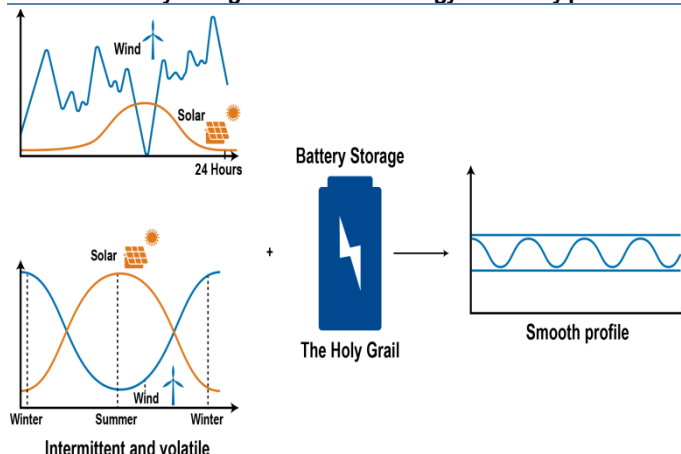 Wind
Solar
24 Hours
Battery Storage
Solar
+
The Holy Grail
Smooth profile
Wind
Winter
Summer
Winter
Intermittent and volatile